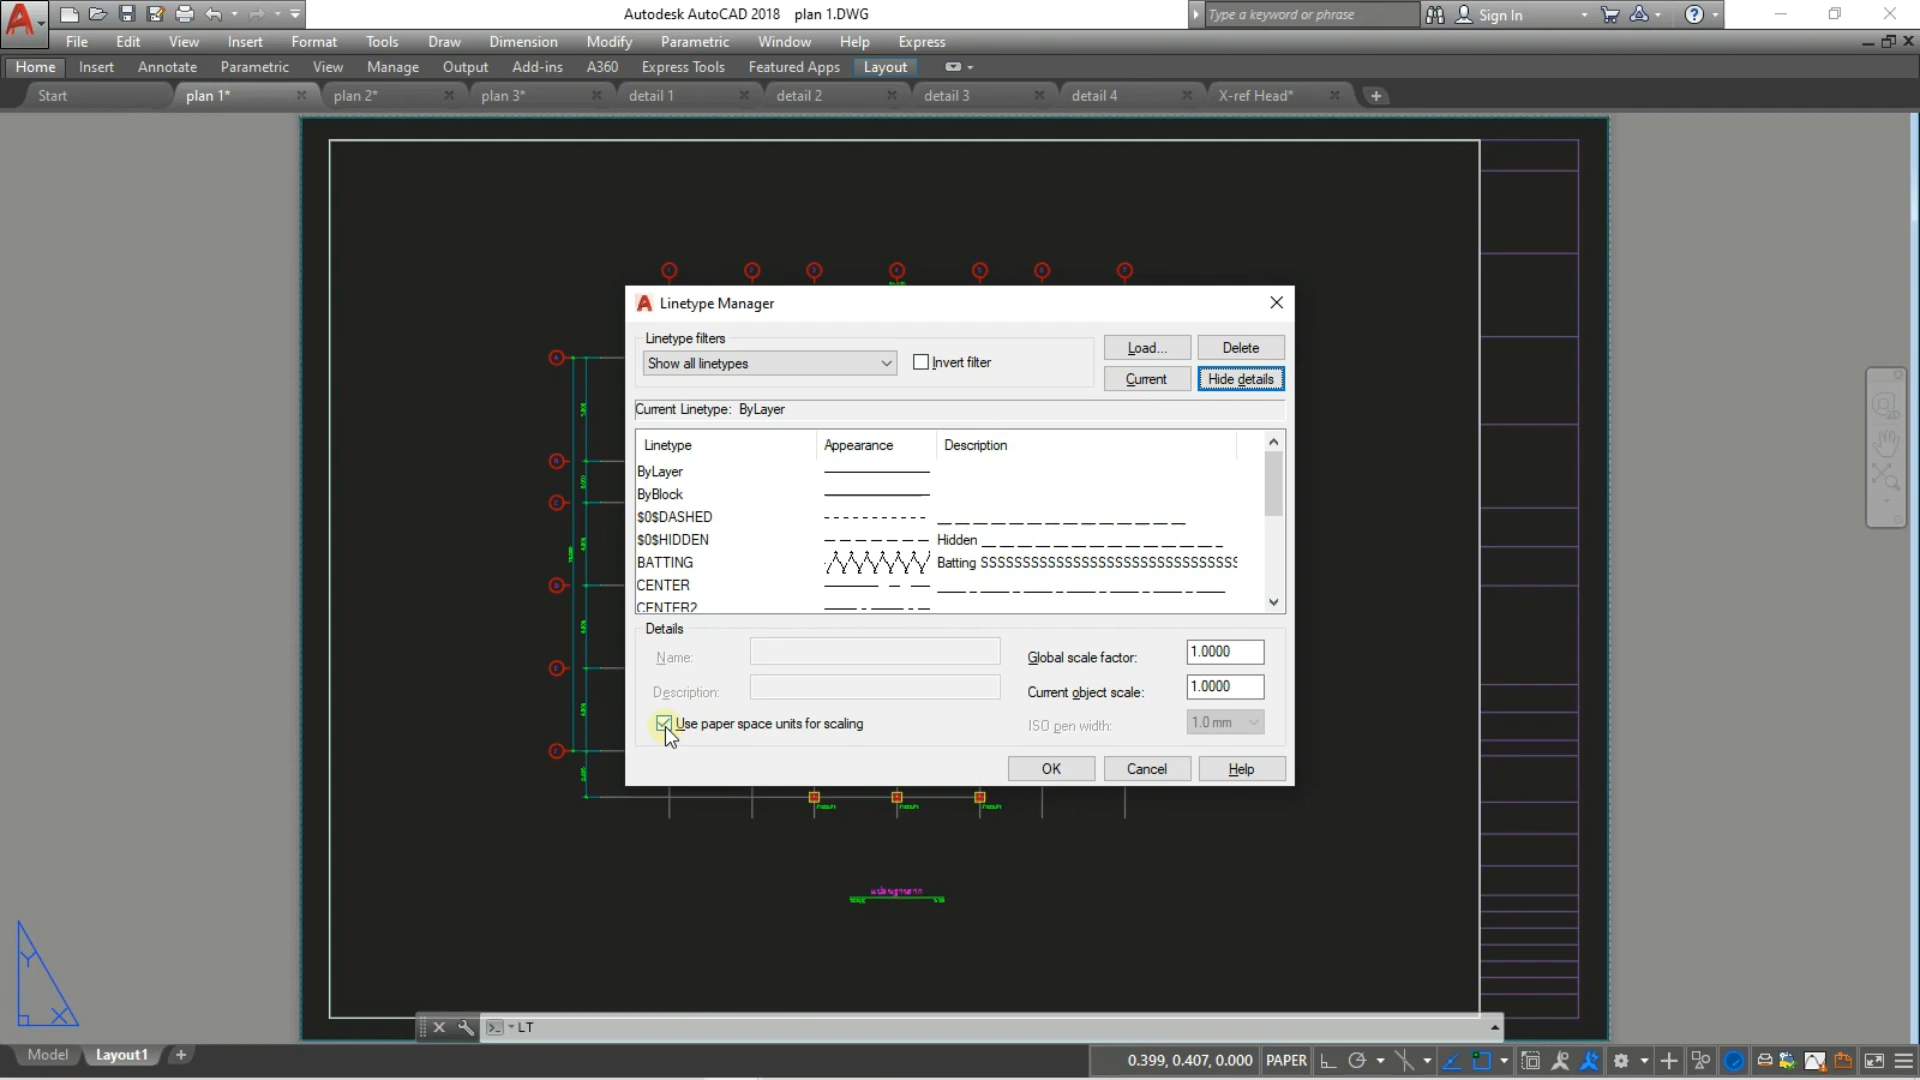 Autodesk AutoCAD 2018 plan 1.DWG
Type a keyword or phrase
Sign In
File Edit View Insert Format Tools Draw Dimension Modify Parametric Window Help Express
Home Insert Annotate Parametric View Manage Output Add-ins A360 Express Tools Featured Apps Layout
Start plan 1* plan 2* plan 3* detail 1 detail 2 detail 3 detail 4 X-ref Head*
Linetype Manager
Linetype filters
Show all linetypes
Invert filter
Load... Delete
Current Hide details
Current Linetype: ByLayer
Linetype Appearance Description
ByLayer
ByBlock
$0$DASHED
$0$HIDDEN Hidden
BATTING Batting SSSSSSSSSSSSSSSSSSSSSSSSSSSSSS
CENTER
CENTER2
Details
Name:
Global scale factor: 1.0000
Description:
Current object scale: 1.0000
Use paper space units for scaling
ISO pen width: 1.0 mm
OK Cancel Help
Y
X
LT
Model Layout1
0.399, 0.407, 0.000 PAPER